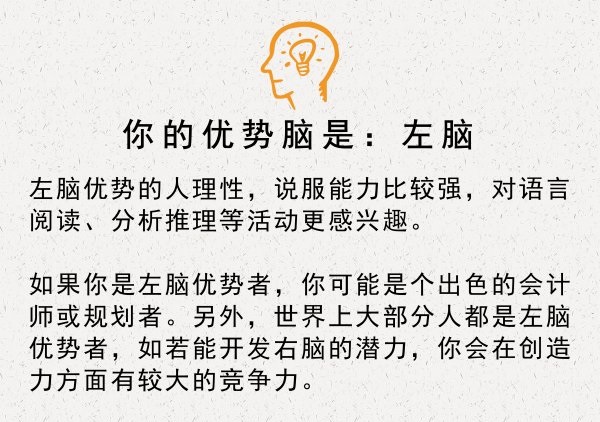 你的优势脑是：左脑
左脑优势的人理性，说服能力比较强，对语言
阅读、分析推理等活动更感兴趣。
如果你是左脑优势者，你可能是个出色的会计
师或规划者。另外，世界上大部分人都是左脑
优势者，如若能开发右脑的潜力，你会在创造
力方面有较大的竞争力。